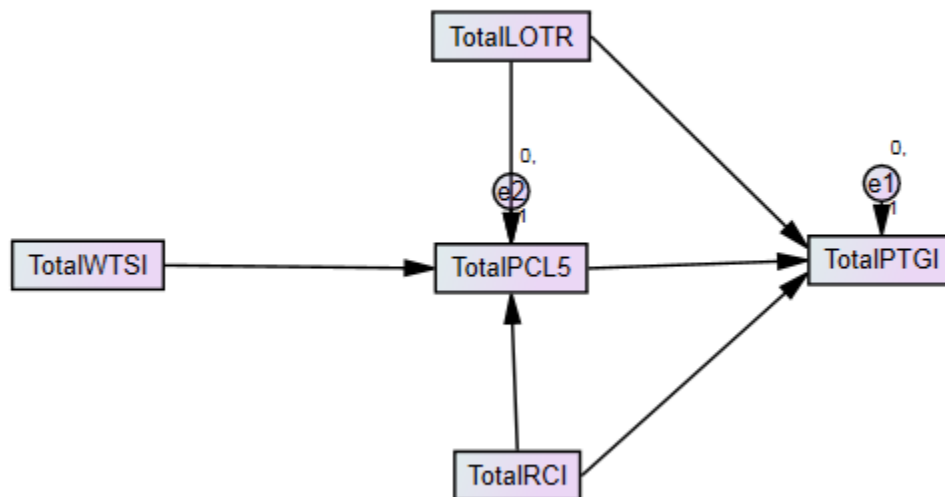 TotalLOTR
0,
e2
1
0,
e1
1
TotalWTSI
TotalPCL5
TotalPTGI
TotalRCI